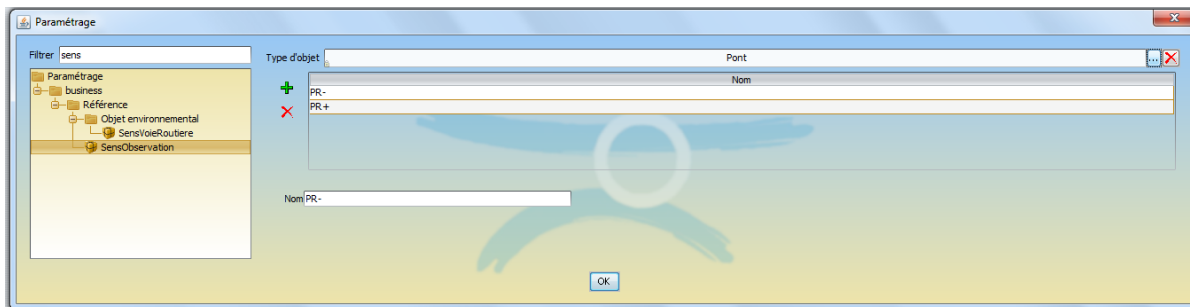 Paramétrage
Filtrer sens
Type d'objet Pont ...
Paramétrage
business
Référence
Objet environnemental
SensVoieRoutiere
SensObservation
Nom
PR-
PR+
Nom PR-
OK